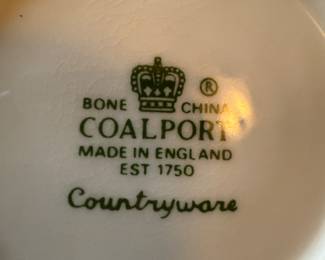 ®
BONE CHINA
COALPORT
MADE IN ENGLAND
EST 1750
Countryware